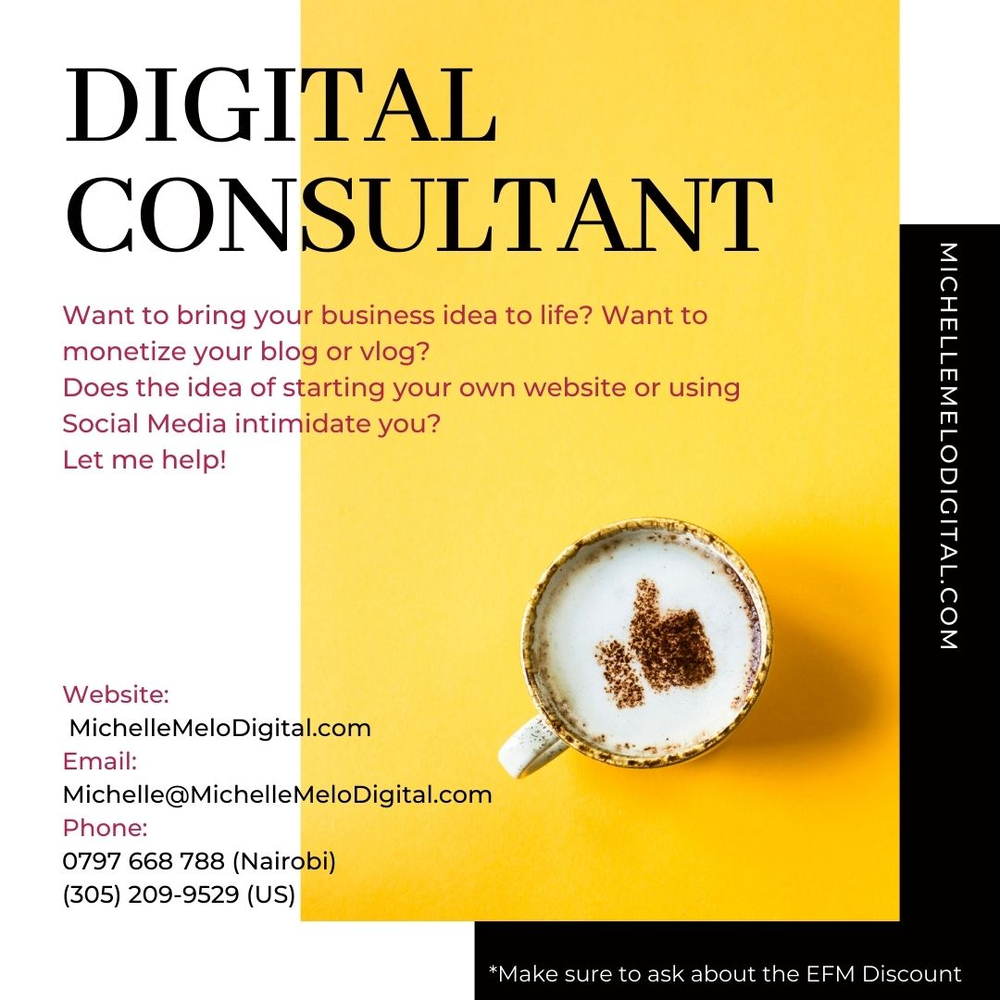 DIGITAL
CONSULTANT
Want to bring your business idea to life? Want to
monetize your blog or vlog?
Does the idea of starting your own website or using
Social Media intimidate you?
Let me help!
MICHELLEMELODIGITAL.COM
Website:
MichelleMeloDigital.com
Email:
Michelle@MichelleMeloDigital.com
Phone:
0797 668 788 (Nairobi)
(305) 209-9529 (US)
*Make sure to ask about the EFM Discount